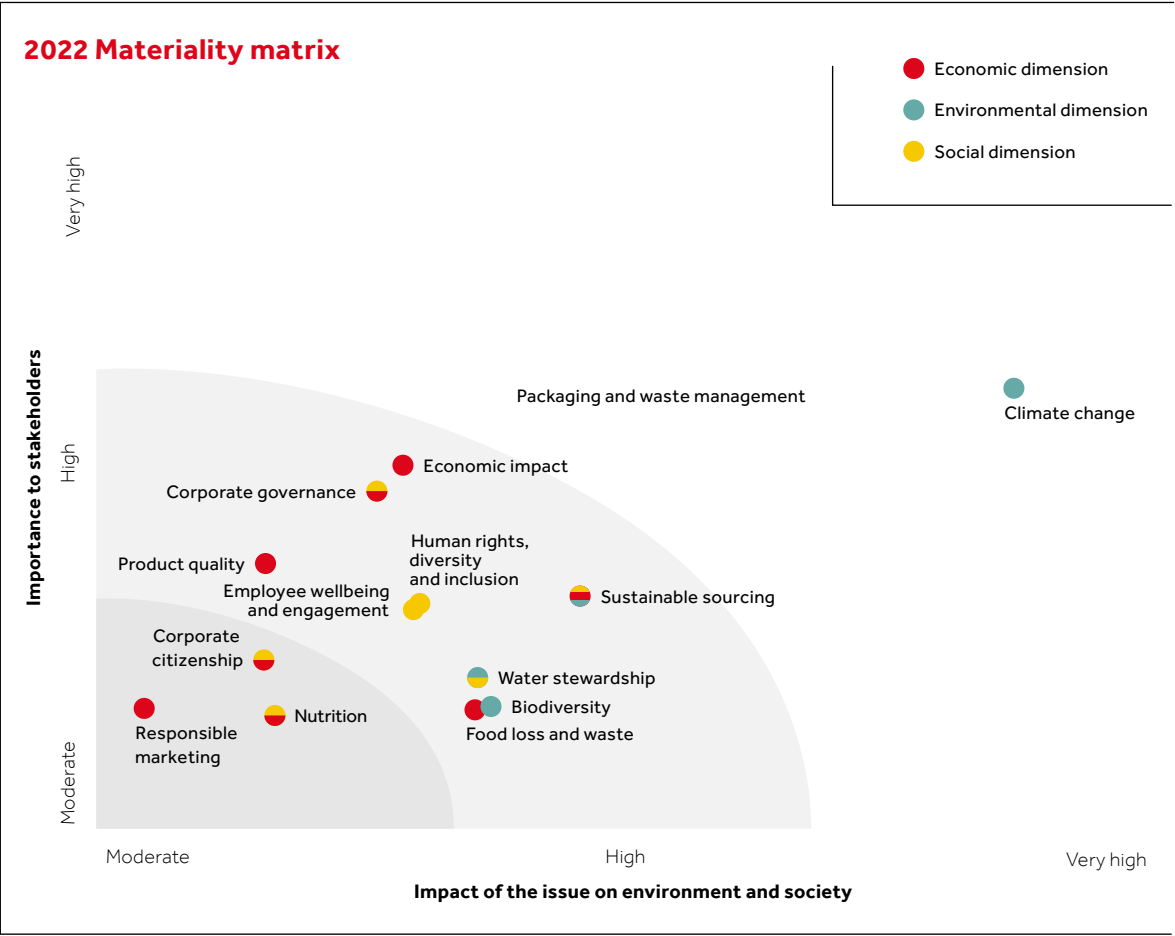 2022 Materiality matrix
Economic dimension
Environmental dimension
Social dimension
Very high
High
Moderate
Importance to stakeholders
Packaging and waste management
Climate change
Economic impact
Corporate governance
Human rights,
diversity
and inclusion
Product quality
Employee wellbeing
and engagement
Sustainable sourcing
Corporate
citizenship
Water stewardship
Biodiversity
Food loss and waste
Nutrition
Responsible
marketing
Moderate
High
Very high
Impact of the issue on environment and society